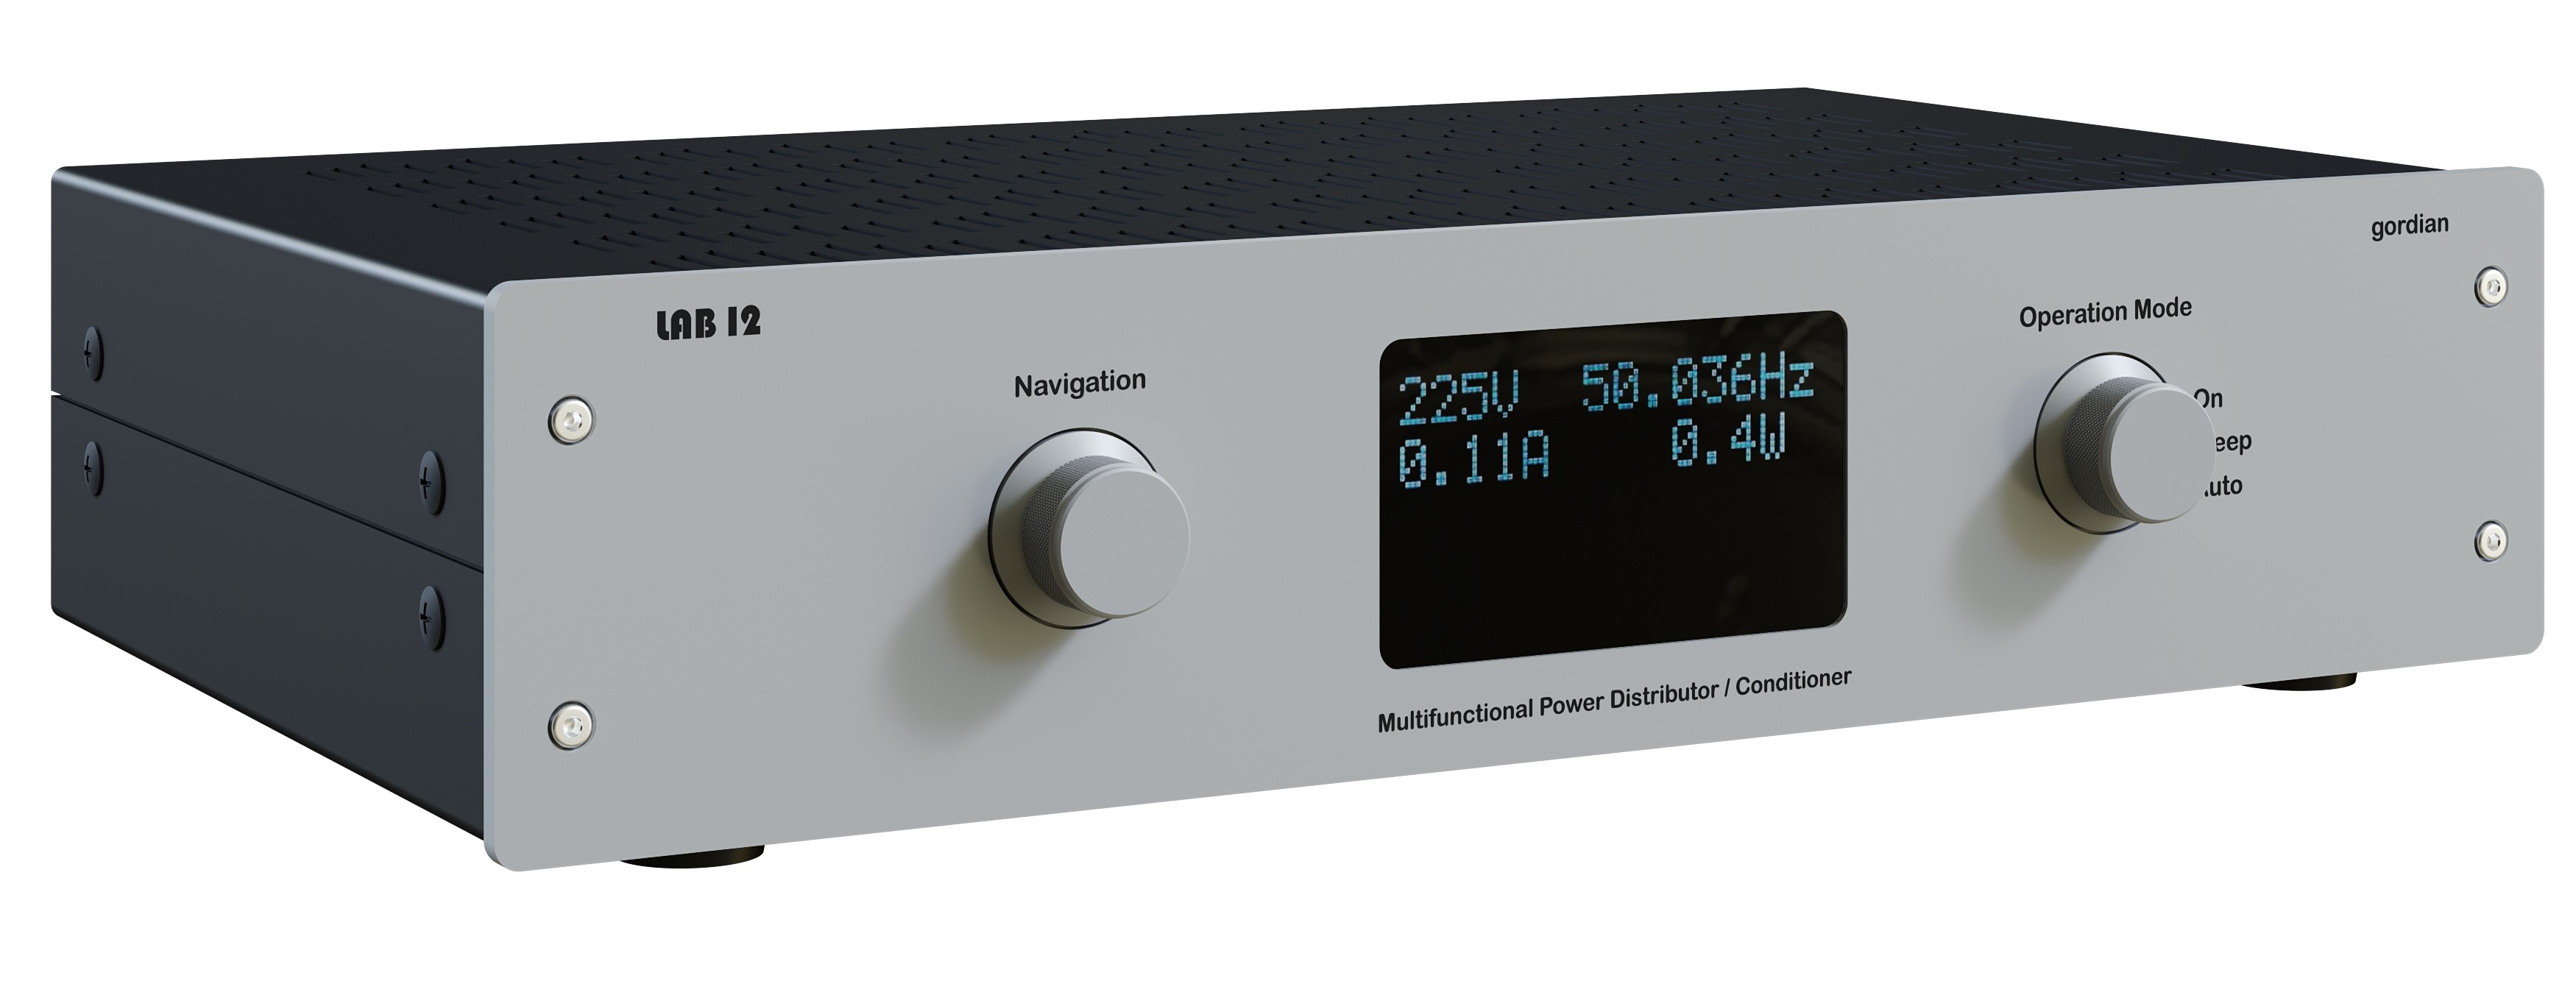 gordian
LAB 12
Operation Mode
Navigation
On
225V 50.036Hz
0.11A 0.4W
Multifunctional Power Distributor / Conditioner